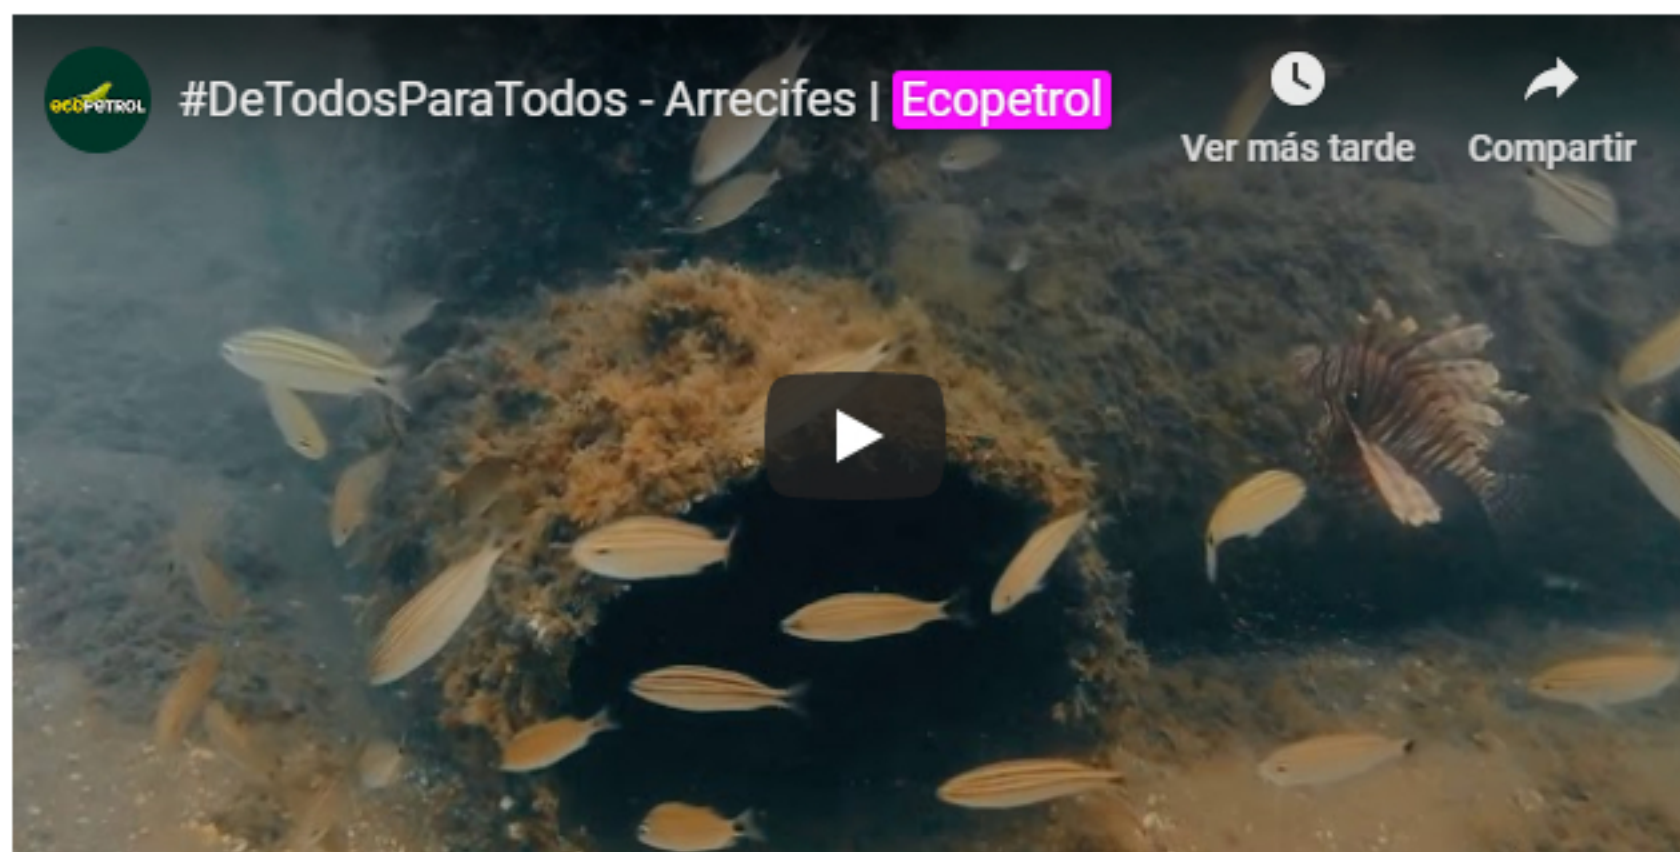 ecopetrol
#DeTodosParaTodos - Arrecifes | Ecopetrol
Ver más tarde
Compartir